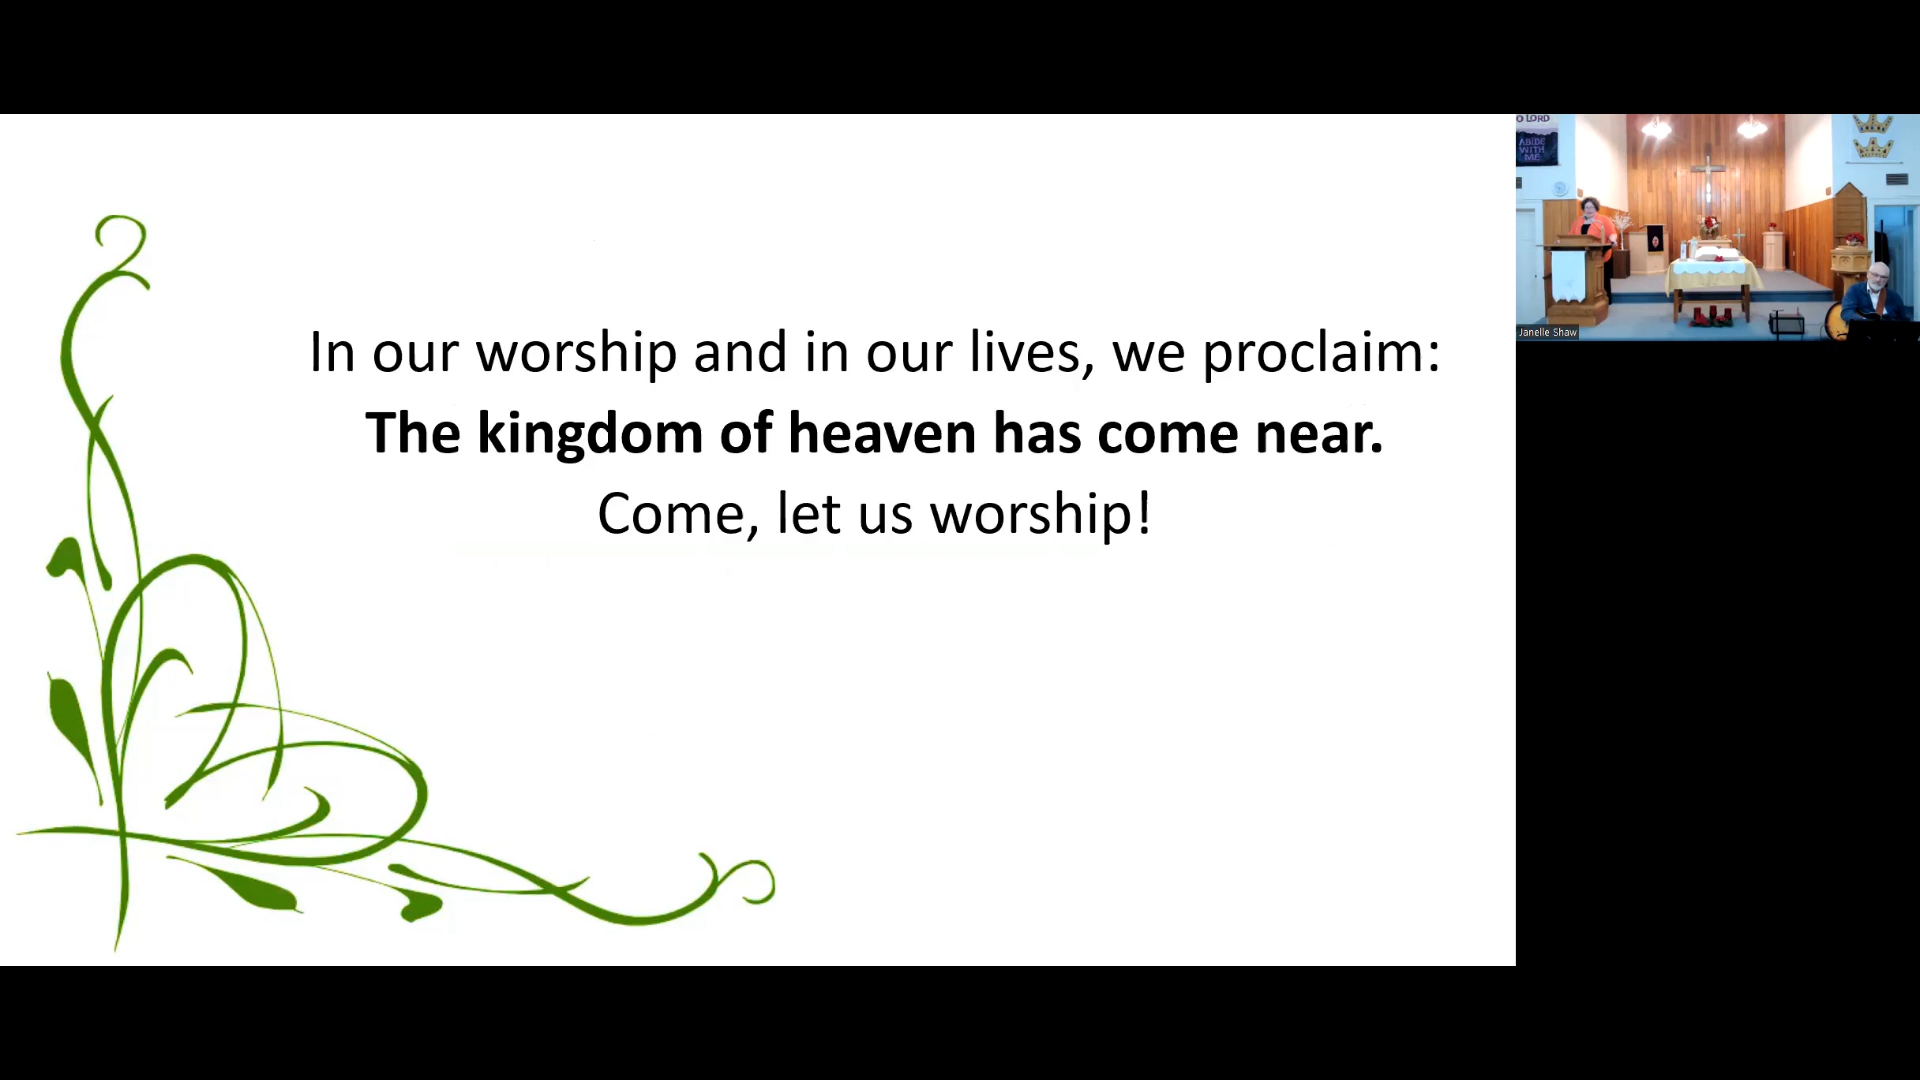 In our worship and in our lives, we proclaim:
The kingdom of heaven has come near.
Come, let us worship!
O LORD
ABIDE
WITH
ME
Janelle Shaw